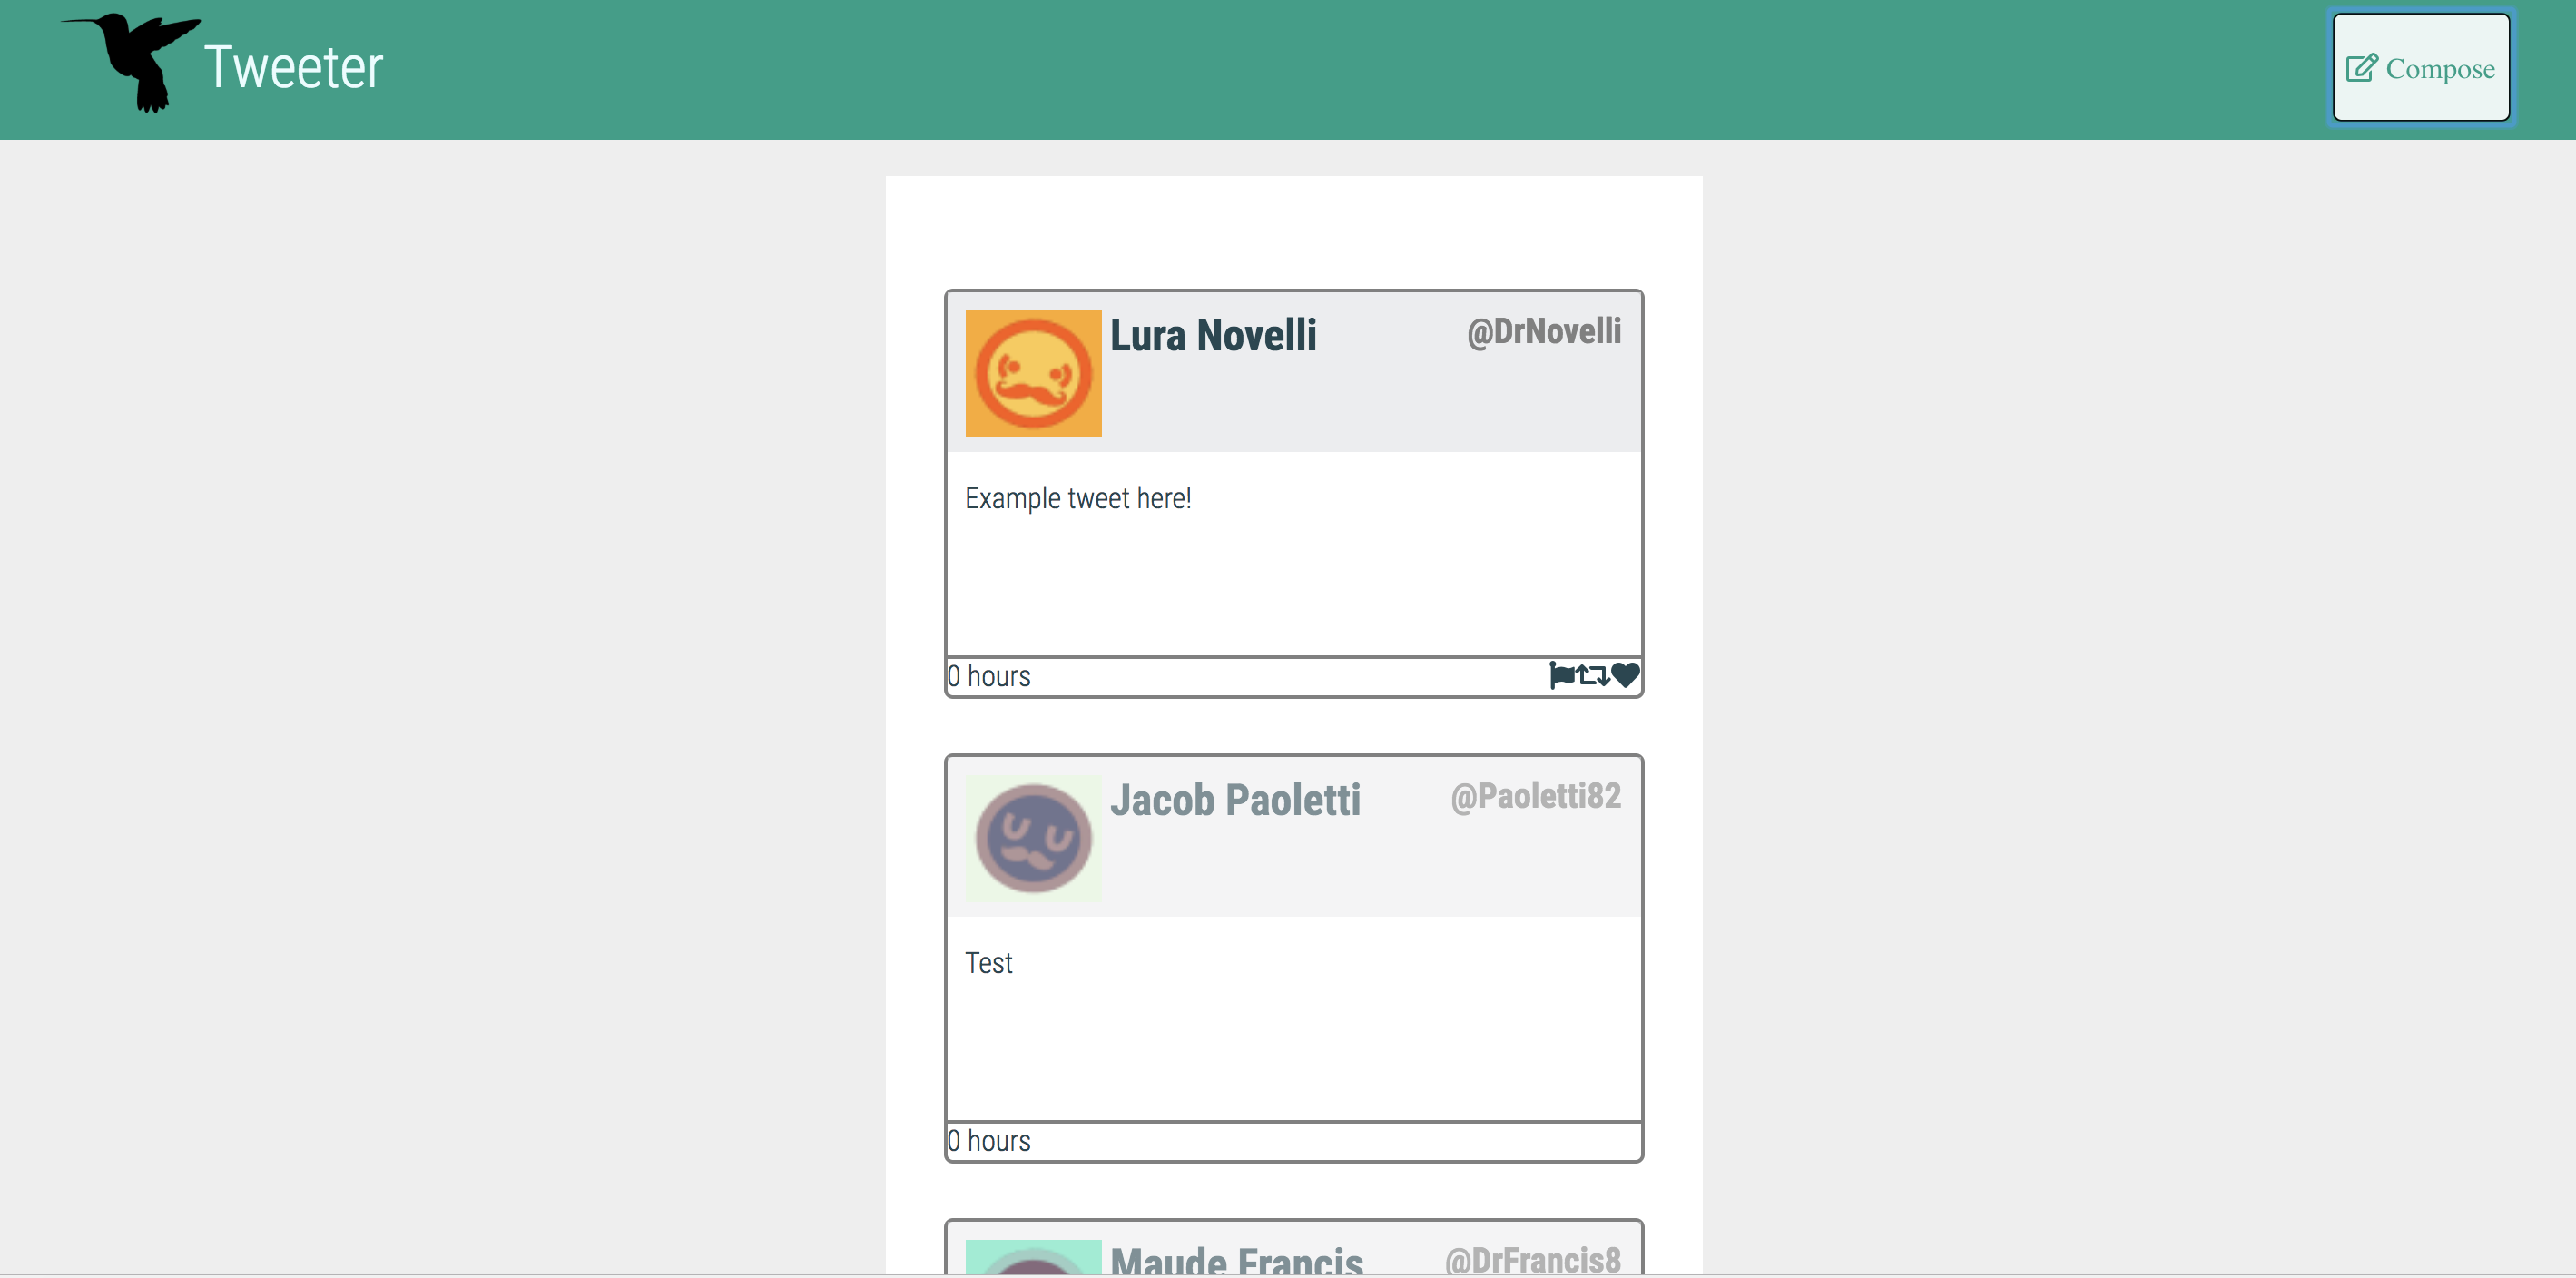 Tweeter
Compose
Lura Novelli @DrNovelli
Example tweet here!
0 hours
Jacob Paoletti @Paoletti82
Test
0 hours
Maude Francis @DrFrancis8